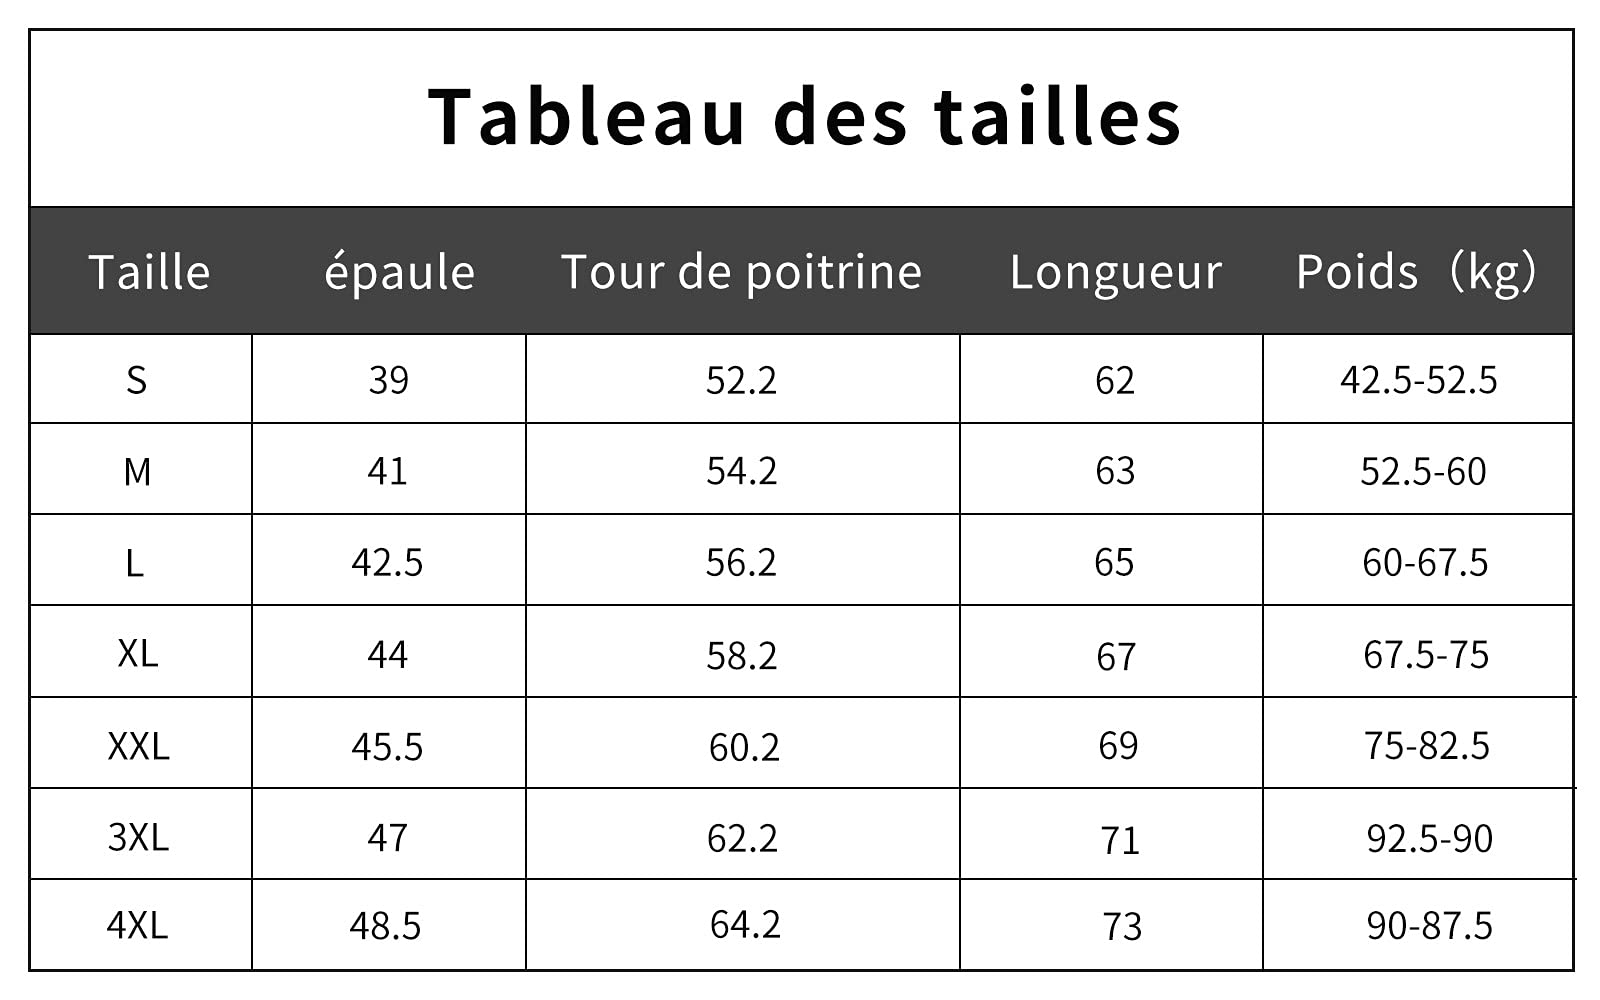 Tableau des tailles
Taille épaule Tour de poitrine Longueur Poids（kg）
S 39 52.2 62 42.5-52.5
M 41 54.2 63 52.5-60
L 42.5 56.2 65 60-67.5
XL 44 58.2 67 67.5-75
XXL 45.5 60.2 69 75-82.5
3XL 47 62.2 71 92.5-90
4XL 48.5 64.2 73 90-87.5